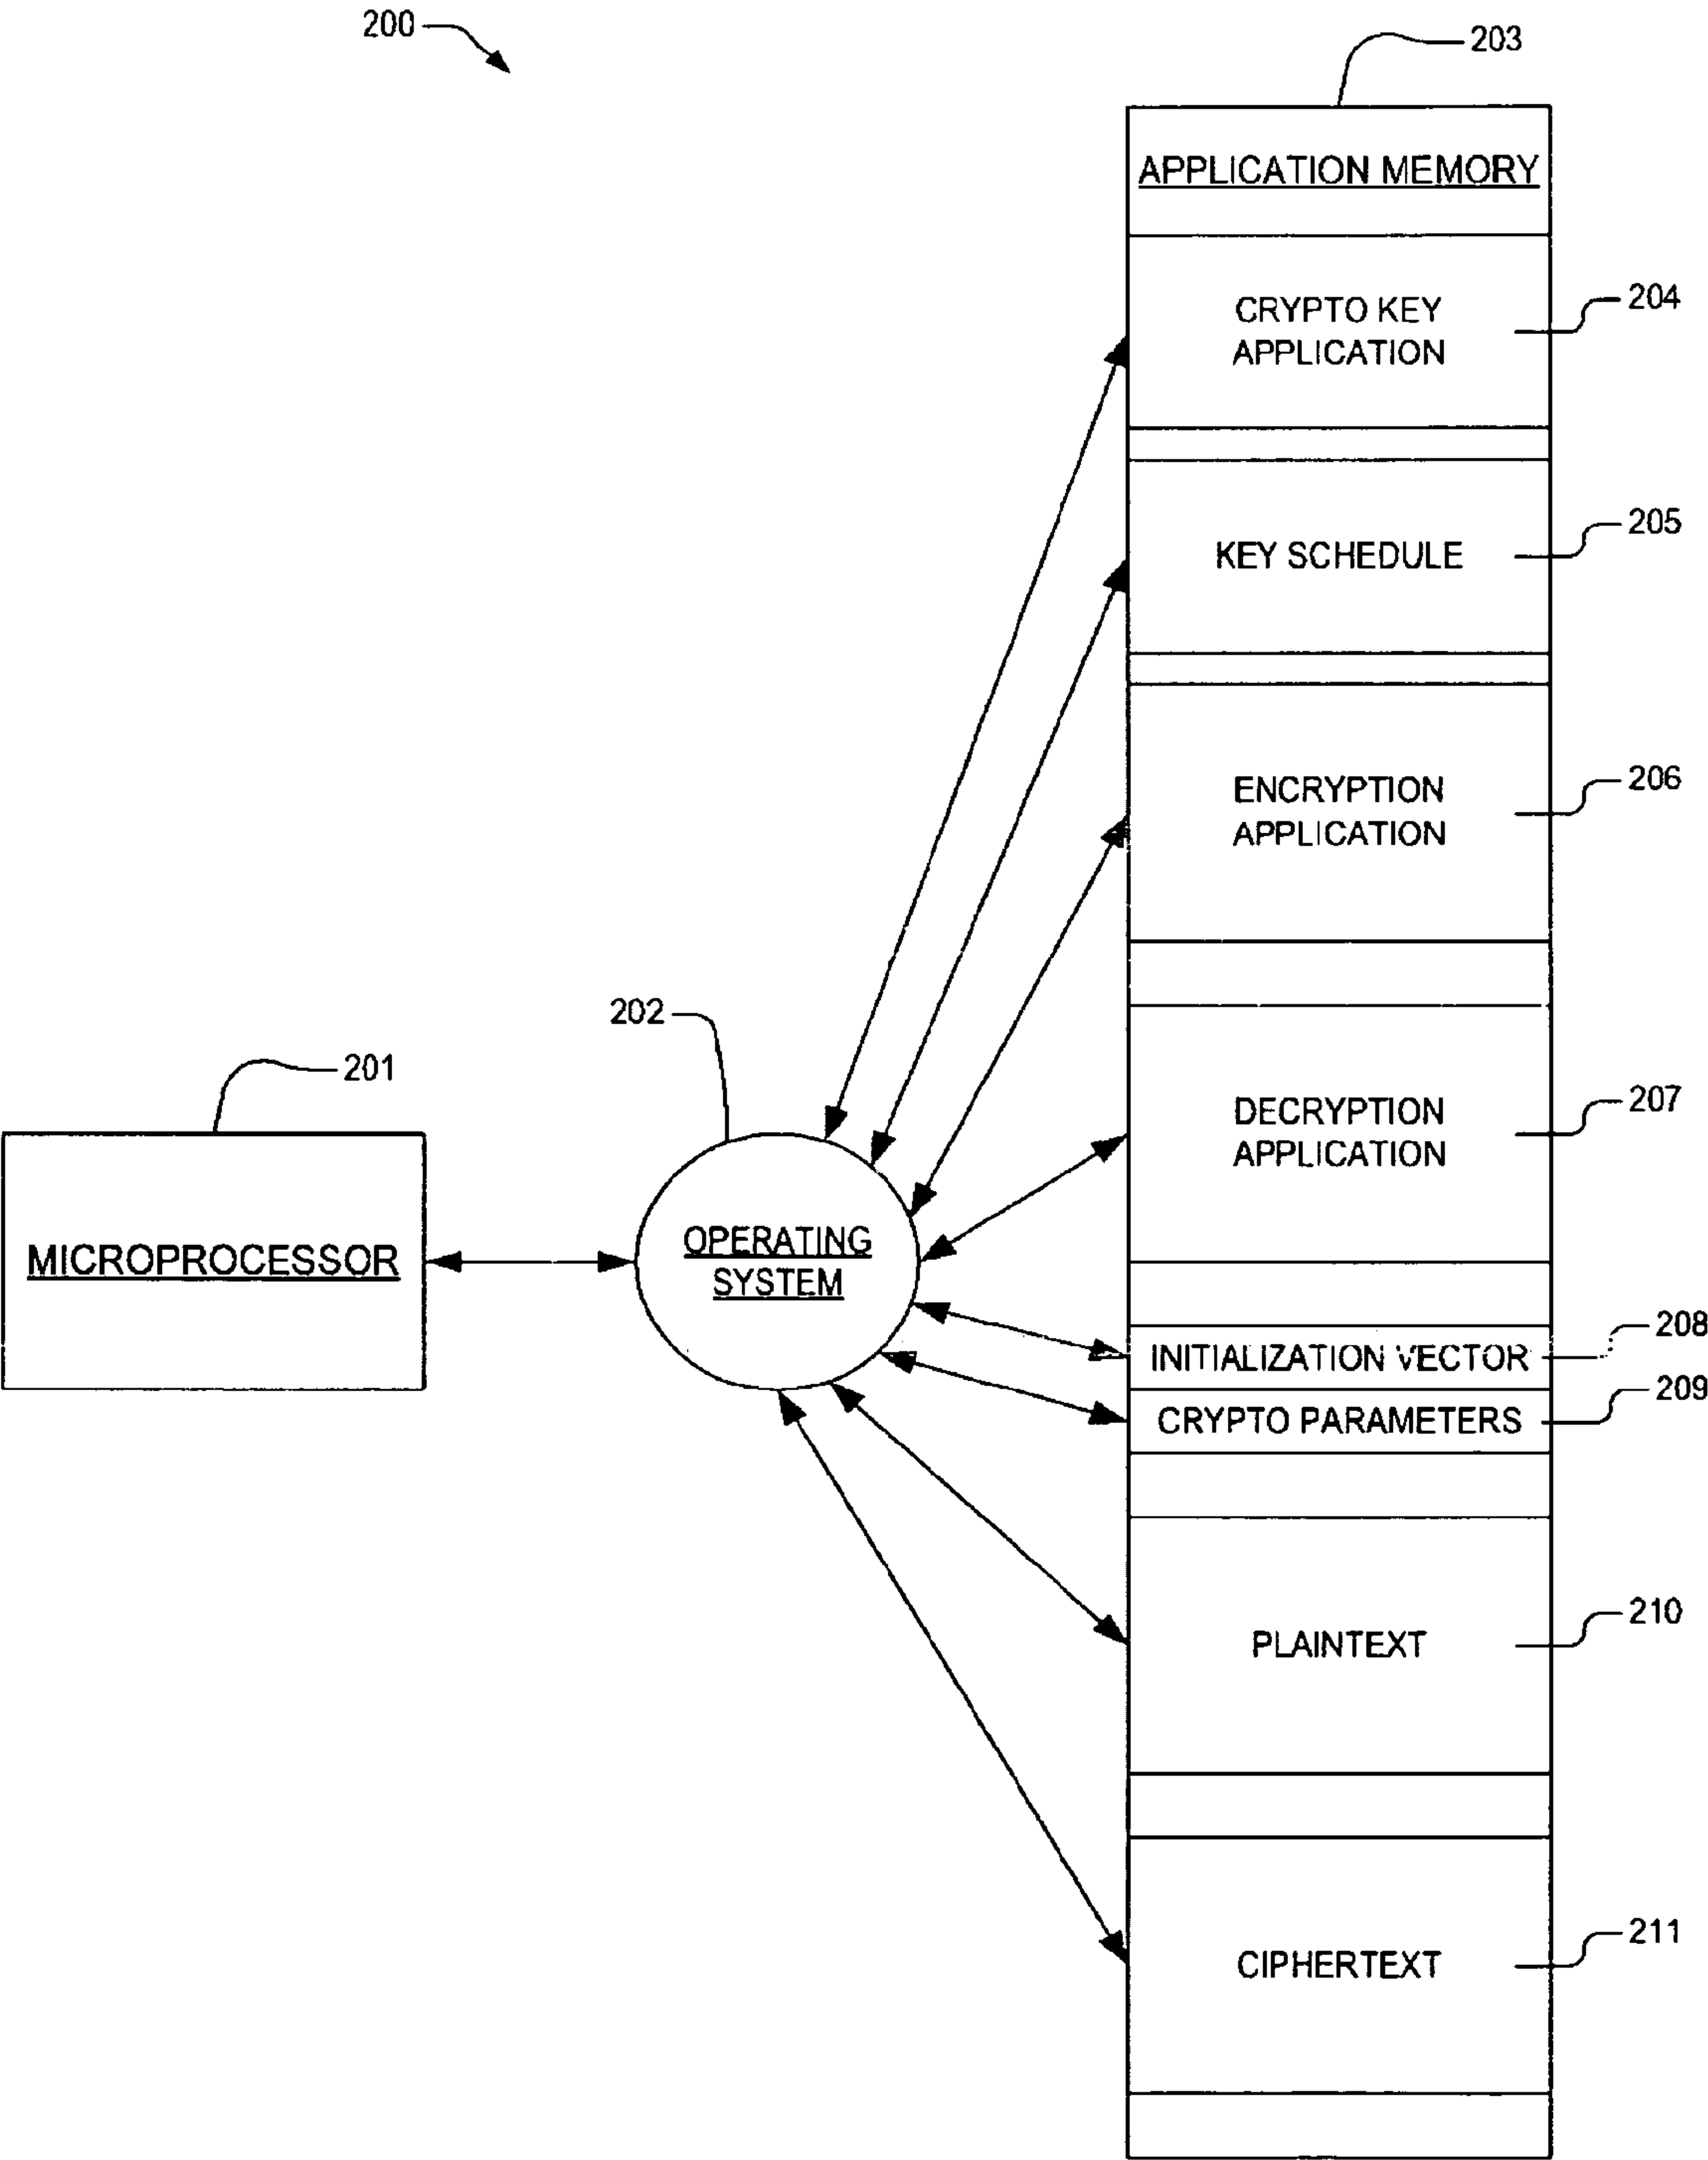 200
203
APPLICATION MEMORY
CRYPTO KEY
APPLICATION
204
KEY SCHEDULE
205
ENCRYPTION
APPLICATION
206
202
201
DECRYPTION
APPLICATION
207
MICROPROCESSOR
OPERATING
SYSTEM
INITIALIZATION VECTOR
208
CRYPTO PARAMETERS
209
PLAINTEXT
210
CIPHERTEXT
211